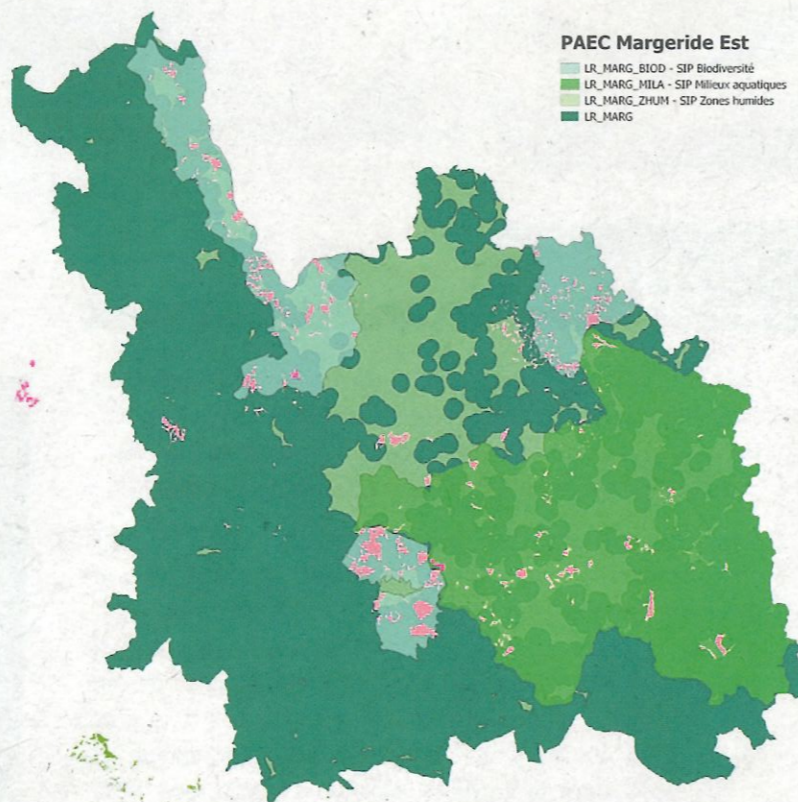 PAEC Margeride Est
LR_MARG_BIOD - SIP Biodiversité
LR_MARG_MILA - SIP Milieux aquatiques
LR_MARG_ZHUM - SIP Zones humides
LR_MARG